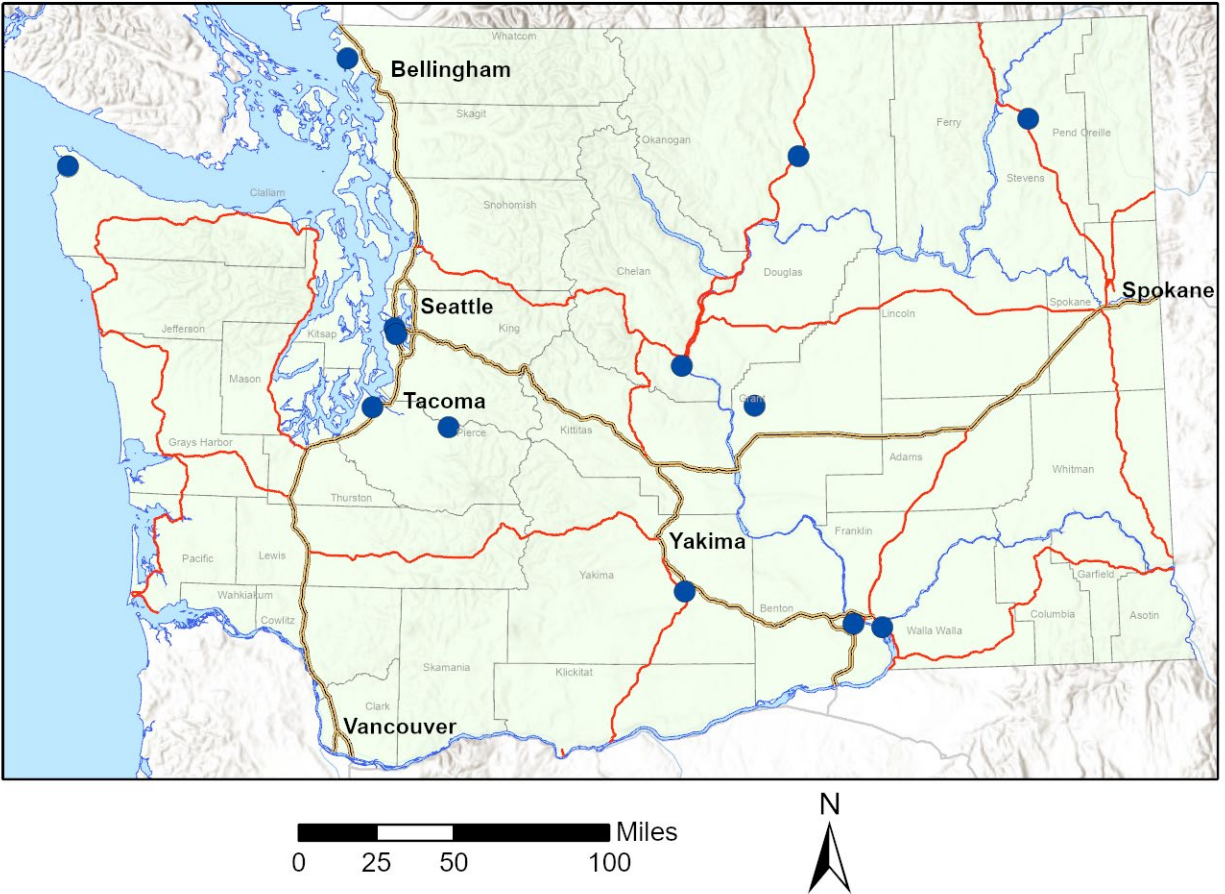 Whatcom
Bellingham
Skagit
Okanogan
Ferry
Pend Oreille
Stevens
Clallam
Snohomish
Chelan
Douglas
Spokane
Spokane
Seattle
Lincoln
Jefferson
Kitsap
King
Mason
Tacoma
Grant
Pierce
Kittitas
Grays Harbor
Adams
Whitman
Thurston
Franklin
Yakima
Pacific
Lewis
Yakima
Garfield
Wahkiakum
Benton
Columbia
Asotin
Cowlitz
Walla Walla
Skamania
Klickitat
Clark
Vancouver
N
Miles
0 25 50 100